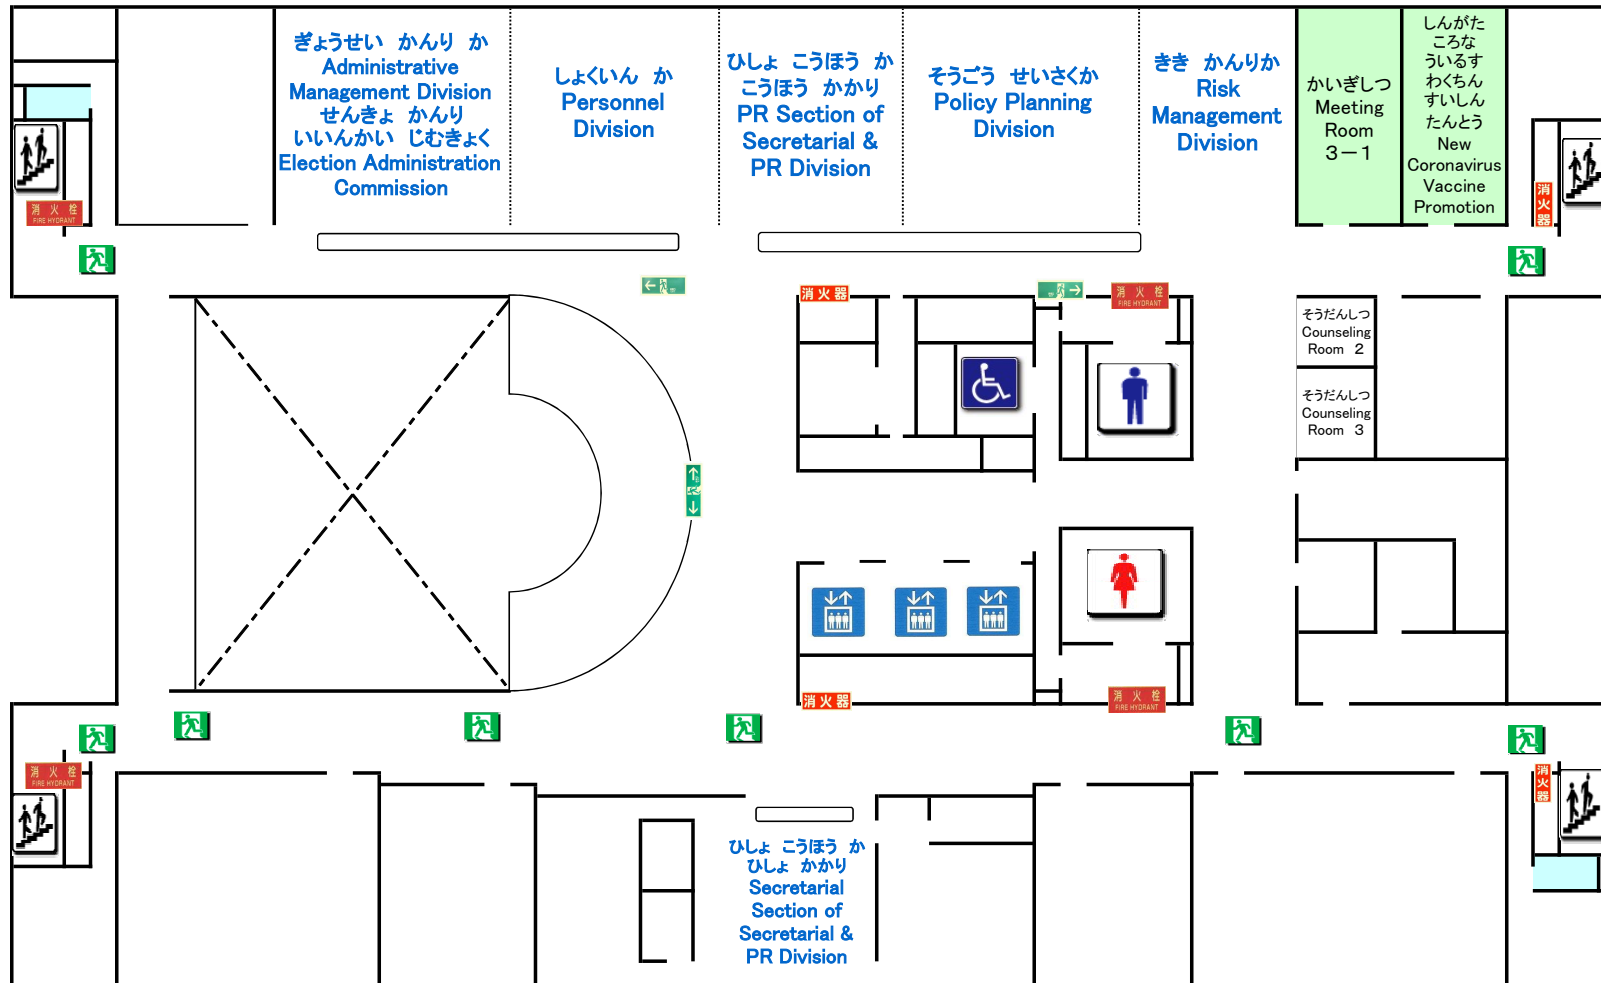 ぎょうせい かんり か
Administrative
Management Division
せんきょ かんり
いいんかい じむきょく
Election Administration
Commission
しょくいん か
Personnel
Division
ひしょ こうほう か
こうほう かかり
PR Section of
Secretarial &
PR Division
そうごう せいさくか
Policy Planning
Division
きき かんりか
Risk
Management
Division
かいぎしつ
Meeting
Room
3－1
しんがた
ころな
ういるす
わくちん
すいしん
たんとう
New
Coronavirus
Vaccine
Promotion
消火栓
FIRE HYDRANT
消火器
消火器
消火栓
FIRE HYDRANT
そうだんしつ
Counseling
Room 2
そうだんしつ
Counseling
Room 3
消火器
消火栓
FIRE HYDRANT
消火栓
FIRE HYDRANT
消火器
ひしょ こうほう か
ひしょ かかり
Secretarial
Section of
Secretarial &
PR Division